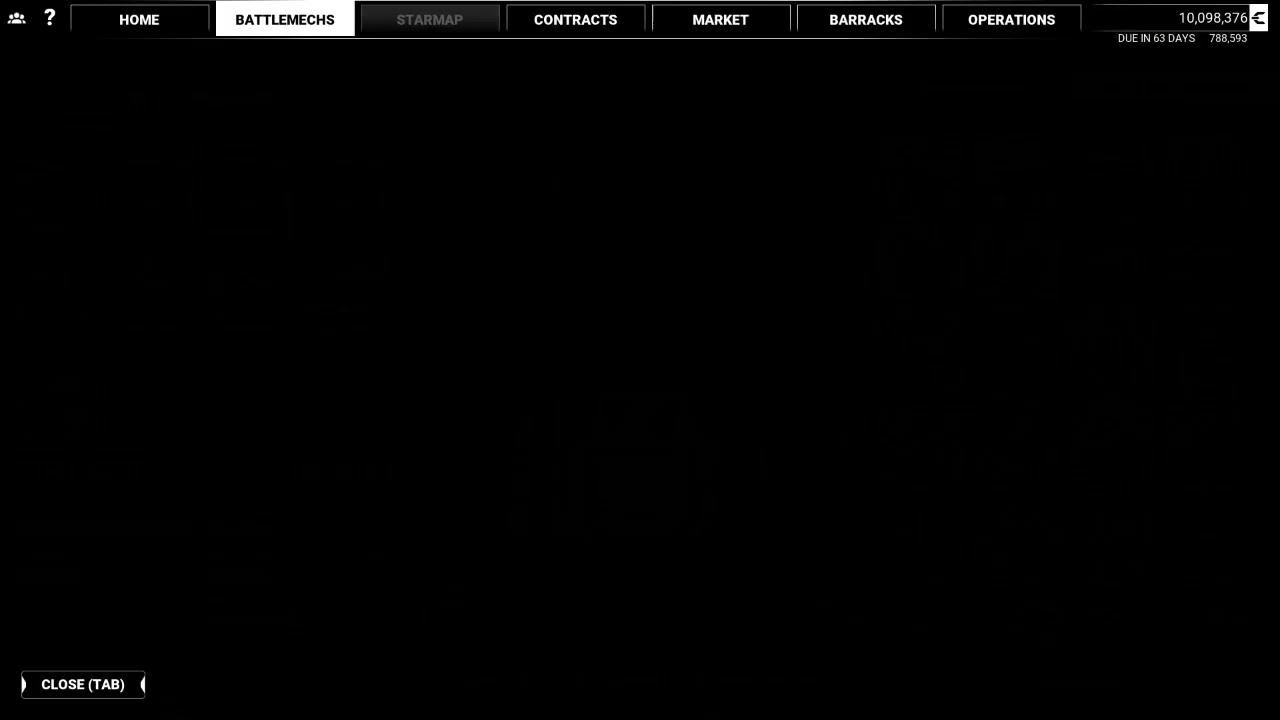 ? HOME BATTLEMECHS STARMAP CONTRACTS MARKET BARRACKS OPERATIONS 10,098,376
DUE IN 63 DAYS 788,593
CLOSE (TAB)